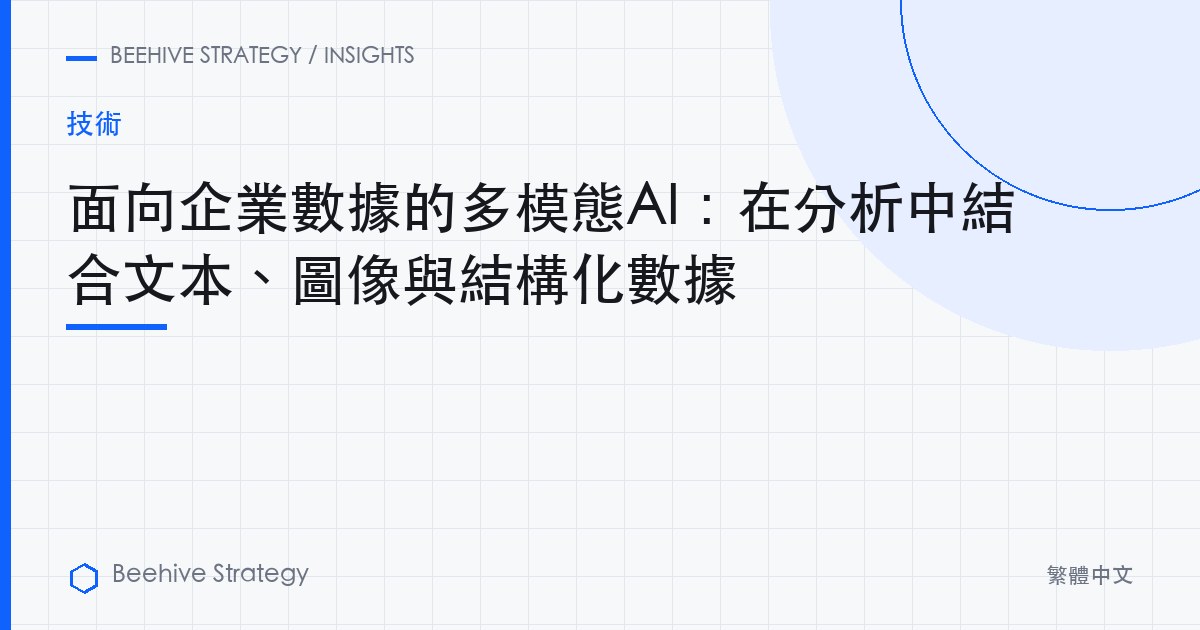 BEEHIVE STRATEGY / INSIGHTS
技術
面向企業數據的多模態AI：在分析中結
合文本、圖像與結構化數據
Beehive Strategy
繁體中文